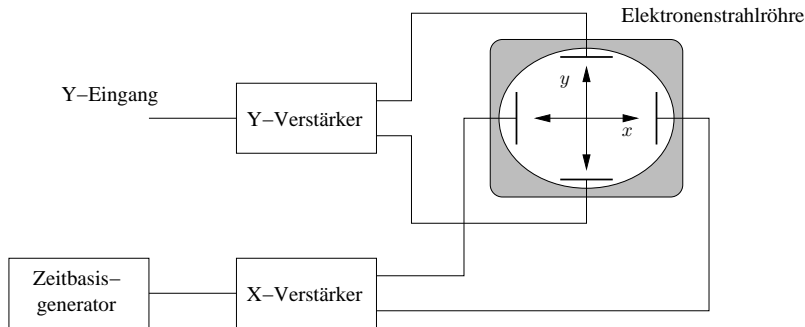 Elektronenstrahlröhre
Y–Eingang
Y–Verstärker
y
x
Zeitbasis–
generator
X–Verstärker